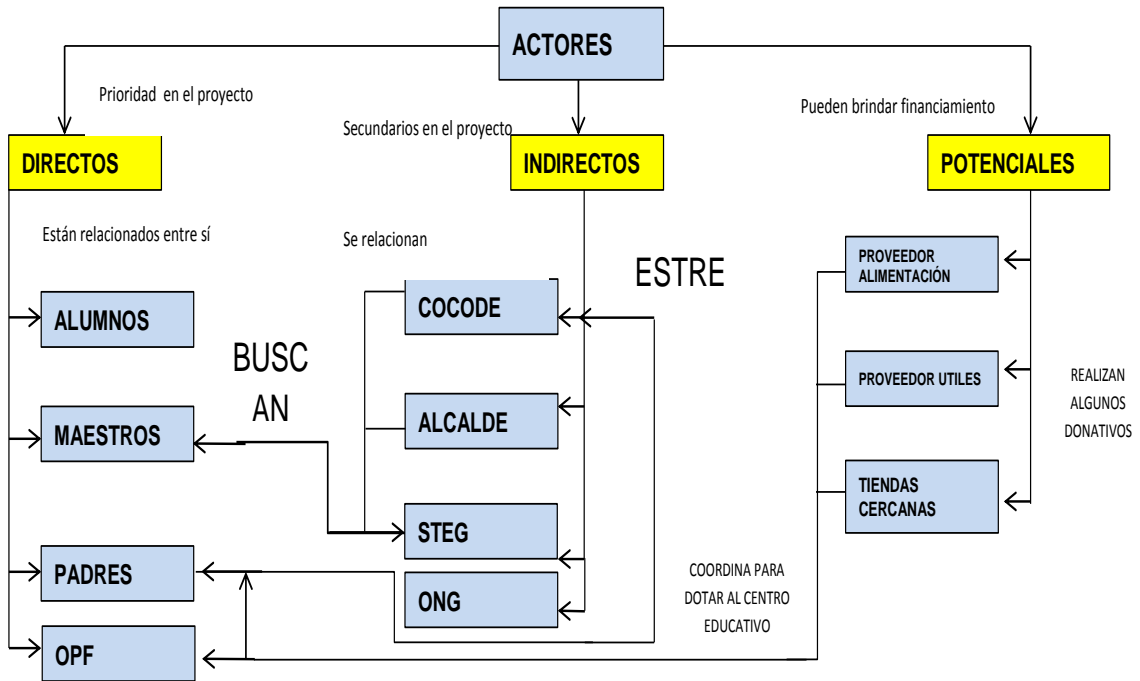 ACTORES
Prioridad en el proyecto
Secundarios en el proyecto
Pueden brindar financiamiento
DIRECTOS
INDIRECTOS
POTENCIALES
Están relacionados entre sí
Se relacionan
ESTRE
PROVEEDOR
ALIMENTACIÓN
ALUMNOS
COCODE
BUSC
AN
PROVEEDOR UTILES
REALIZAN
ALGUNOS
DONATIVOS
MAESTROS
ALCALDE
TIENDAS
CERCANAS
STEG
PADRES
ONG
COORDINA PARA
DOTAR AL CENTRO
EDUCATIVO
OPF